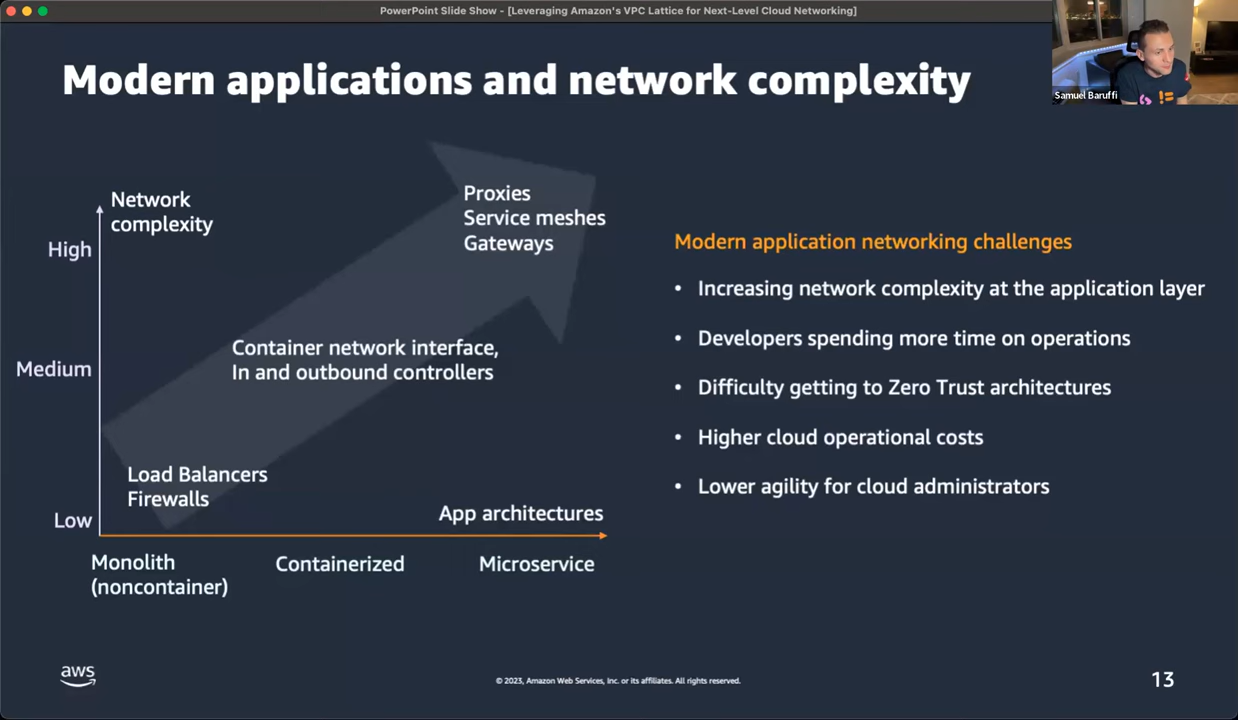 PowerPoint Slide Show - [Leveraging Amazon's VPC Lattice for Next-Level Cloud Networking]
Modern applications and network complexity
Samuel Baruffi
Network
complexity
High
Medium
Low
Proxies
Service meshes
Gateways
Container network interface,
In and outbound controllers
Load Balancers
Firewalls
App architectures
Monolith
(noncontainer)
Containerized
Microservice
Modern application networking challenges
• Increasing network complexity at the application layer
• Developers spending more time on operations
• Difficulty getting to Zero Trust architectures
• Higher cloud operational costs
• Lower agility for cloud administrators
aws
© 2023, Amazon Web Services, Inc. or its affiliates. All rights reserved.
13